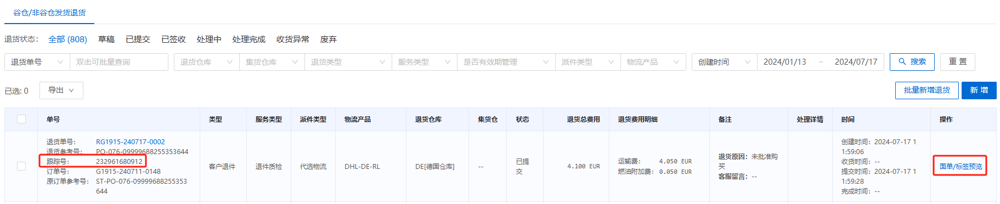 谷仓/非谷仓发货退货
退货状态： 全部 (808) 草稿 已提交 已签收 处理中 处理完成 收货异常 废弃
退货单号 双击可批量查询 退货仓库 集货仓库 退货类型 服务类型 是否有效期管理 派件类型 物流产品 创建时间 2024/01/13 ~ 2024/07/17 搜索 重 置
已选: 0 导出 批量新增退货 新 增
单号 类型 服务类型 派件类型 物流产品 退货仓库 集货仓 状态 退货总费用 退货费用明细 备注 处理详情 时间 操作
退货单号： RG1915-240717-0002
退货参考号： PO-076-09999688255353644
跟踪号： 232961680912
订单号： G1915-240711-0148
原订单参考号： ST-PO-076-09999688255353
644
客户退件
退件质检
代选物流
DHL-DE-RL
DE[德国仓库]
--
已提
交
4.100 EUR
运输费： 4.050 EUR
燃油附加费： 0.050 EUR
退货原因：未批准购
买
客服留言：--
创建时间：2024-07-17 1
1:59:06
收货时间：--
提交时间：2024-07-17 1
1:59:28
完成时间：--
面单/标签预览